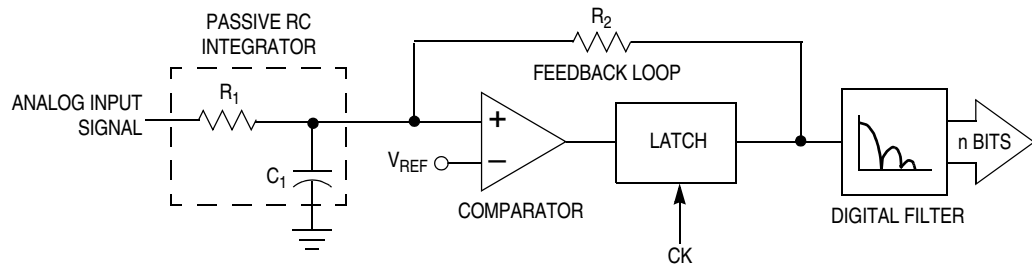 PASSIVE RC
INTEGRATOR
R2
FEEDBACK LOOP
ANALOG INPUT
SIGNAL
R1
C1
+
VREF
−
COMPARATOR
LATCH
CK
DIGITAL FILTER
n BITS